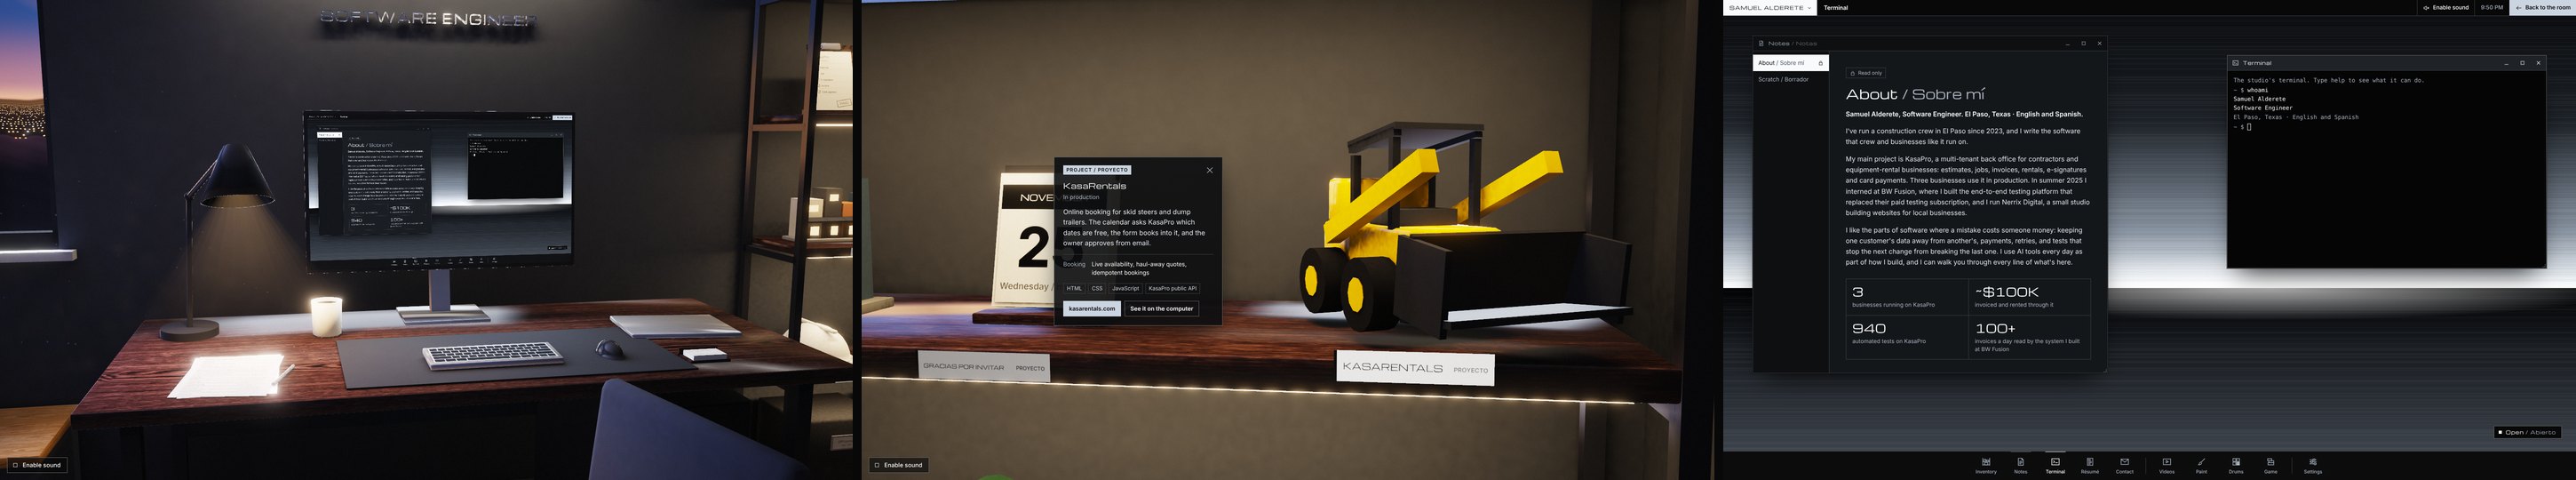 SOFTWARE ENGINEER
Enable sound
NOVE
25
Wednesday /
PROJECT / PROYECTO
KasaRentals
In production
Online booking for skid steers and dump
trailers. The calendar asks KasaPro which
dates are free, the form books into it, and the
owner approves from email.
Booking Live availability, haul-away quotes,
idempotent bookings
HTML CSS JavaScript KasaPro public API
kasarentals.com See it on the computer
GRACIAS POR INVITAR PROYECTO
KASARENTALS PROYECTO
Enable sound
SAMUEL ALDERETE Terminal Enable sound 9:50 PM Back to the room
Notes / Notas
About / Sobre mí
Scratch / Borrador
Read only
About / Sobre mí
Samuel Alderete, Software Engineer. El Paso, Texas · English and Spanish.
I've run a construction crew in El Paso since 2023, and I write the software
that crew and businesses like it run on.
My main project is KasaPro, a multi-tenant back office for contractors and
equipment-rental businesses: estimates, jobs, invoices, rentals, e-signatures
and card payments. Three businesses use it in production. In summer 2025 I
interned at BW Fusion, where I built the end-to-end testing platform that
replaced their paid testing subscription, and I run Nerrix Digital, a small studio
building websites for local businesses.
I like the parts of software where a mistake costs someone money: keeping
one customer's data away from another's, payments, retries, and tests that
stop the next change from breaking the last one. I use AI tools every day as
part of how I build, and I can walk you through every line of what's here.
3
businesses running on KasaPro
~$100K
invoiced and rented through it
940
automated tests on KasaPro
100+
invoices a day read by the system I built
at BW Fusion
Terminal
The studio's terminal. Type help to see what it can do.
~ $ whoami
Samuel Alderete
Software Engineer
El Paso, Texas · English and Spanish
~ $
Open / Abierto
Inventory Notes Terminal Résumé Contact Videos Paint Drums Game Settings